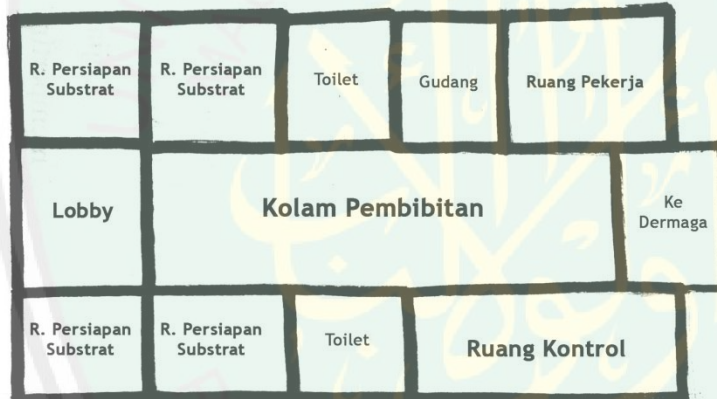 R. Persiapan
Substrat
R. Persiapan
Substrat
Toilet
Gudang
Ruang Pekerja
Lobby
Kolam Pembibitan
Ke
Dermaga
R. Persiapan
Substrat
R. Persiapan
Substrat
Toilet
Ruang Kontrol